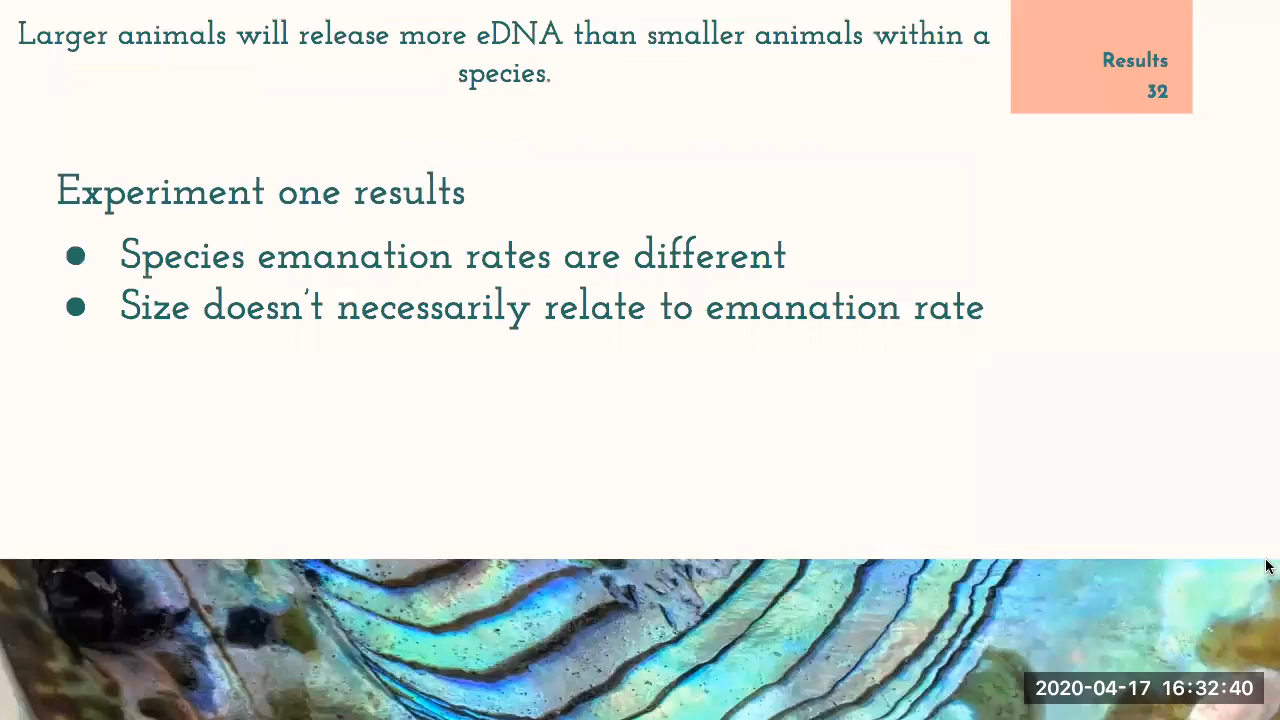 Larger animals will release more eDNA than smaller animals within a
species.
Results
32
Experiment one results
● Species emanation rates are different
● Size doesn't necessarily relate to emanation rate
2020-04-17 16:32:40